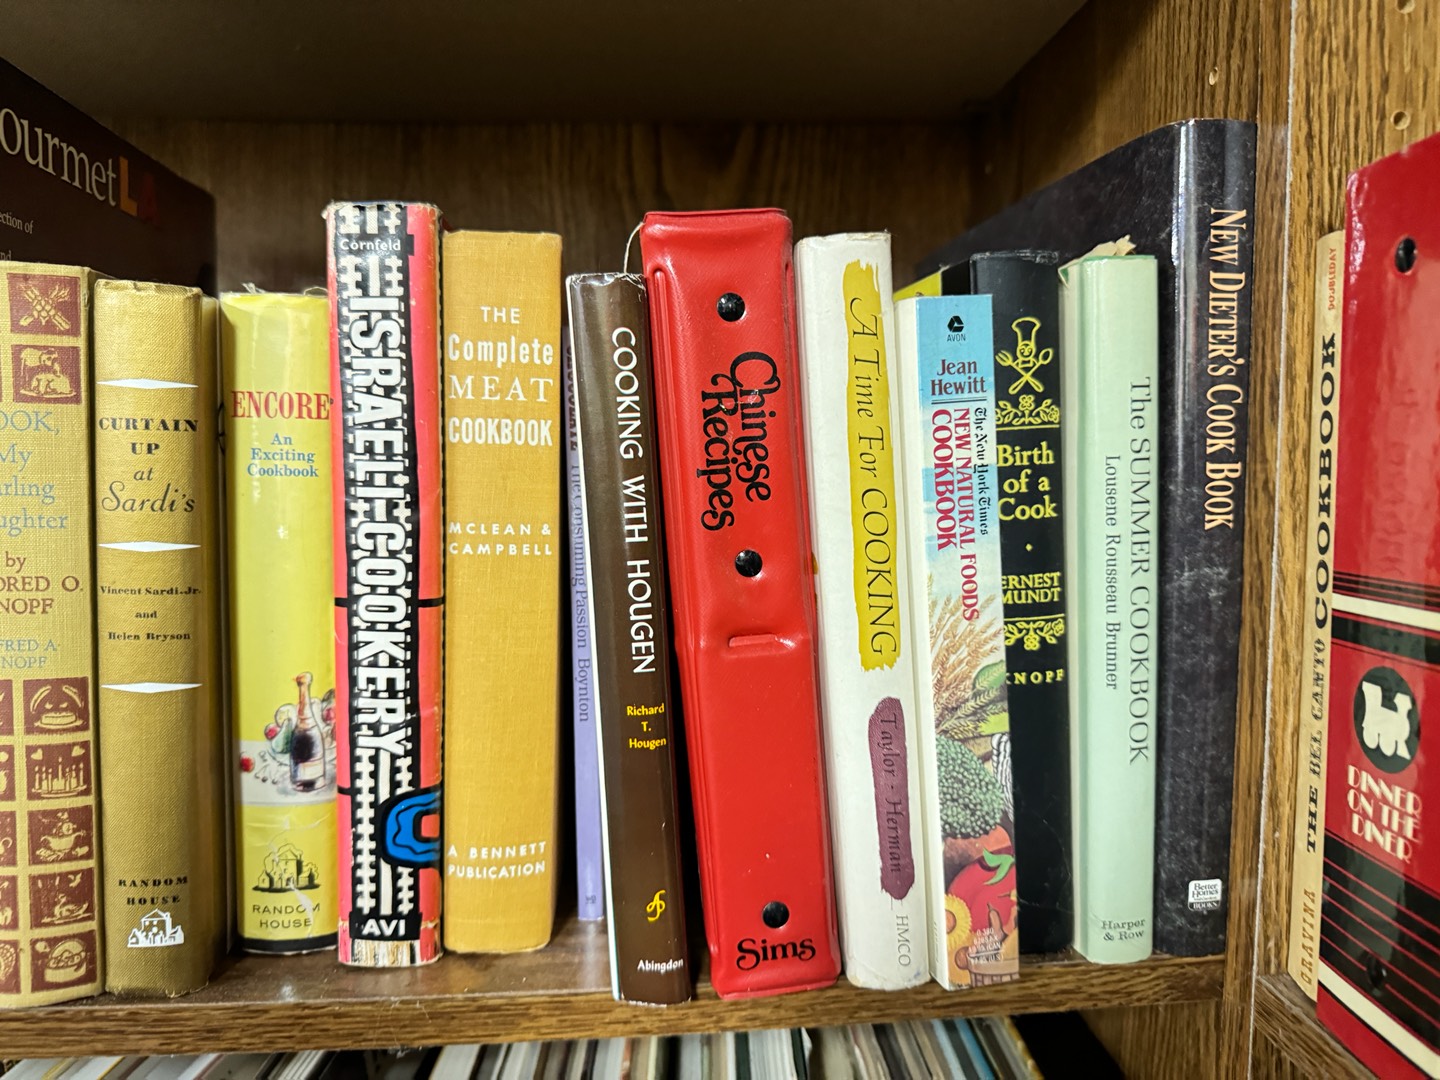 ourmet LA
ection of
nd
OOK,
My
arling
ughter
by
DRED O.
NOPF
FRED A.
NOPF
CURTAIN
UP
at
Sardi's
Vincent Sardi, Jr.
and
Helen Bryson
RANDOM
HOUSE
ENCORE
An
Exciting
Cookbook
RANDOM
HOUSE
Cornfeld
ISRAELI COOKERY
AVI
THE
Complete
MEAT
COOKBOOK
MCLEAN &
CAMPBELL
A BENNETT
PUBLICATION
The Consuming Passion Boynton
COOKING WITH HOUGEN
Richard
T.
Hougen
Abingdon
Chinese
Recipes
Sims
A Time For COOKING
Taylor - Herman
HMCO
AVON
Jean
Hewitt
The New York Times
NEW NATURAL FOODS
COOKBOOK
Birth
of a
Cook
ERNEST
MUNDT
KNOPF
The SUMMER COOKBOOK
Lousene Rousseau Brunner
Harper
& Row
NEW DIETER'S COOK BOOK
Better
Homes
BOOKS
THE BEL CANTO COOKBOOK
DINNER
ON THE
DINER